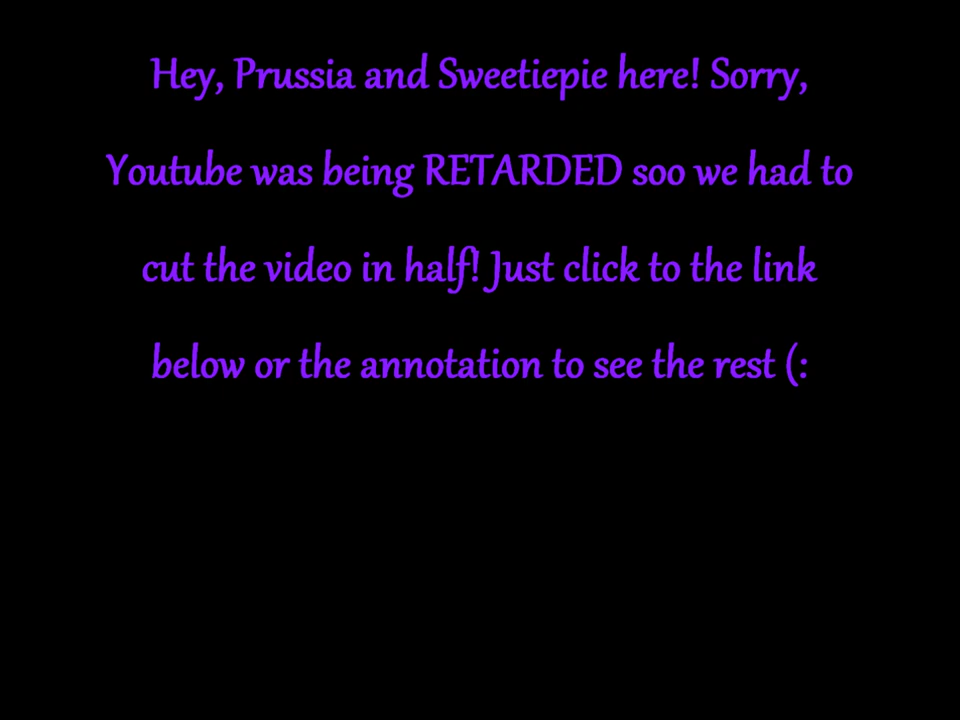 Hey, Prussia and Sweetiepie here! Sorry,
Youtube was being RETARDED soo we had to
cut the video in half! Just click to the link
below or the annotation to see the rest (: